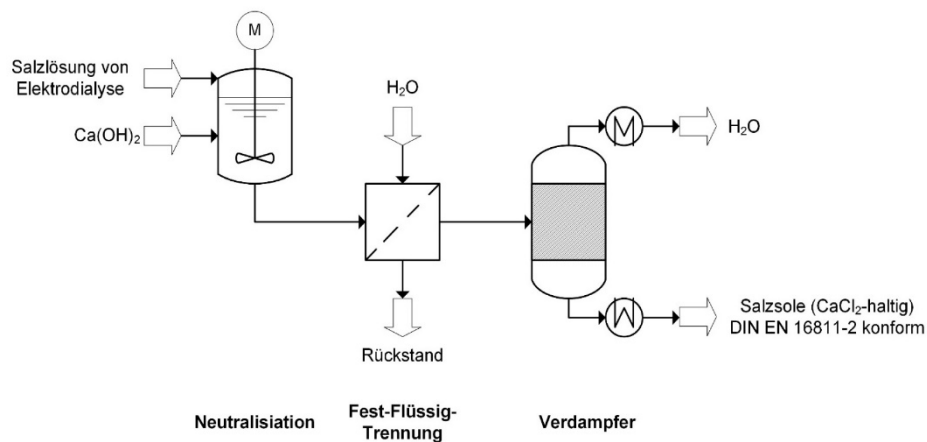 M
Salzlösung von
Elektrodialyse
Ca(OH)₂
H₂O
H₂O
Rückstand
Salzsole (CaCl₂-haltig)
DIN EN 16811-2 konform
Neutralisiation
Fest-Flüssig-
Trennung
Verdampfer